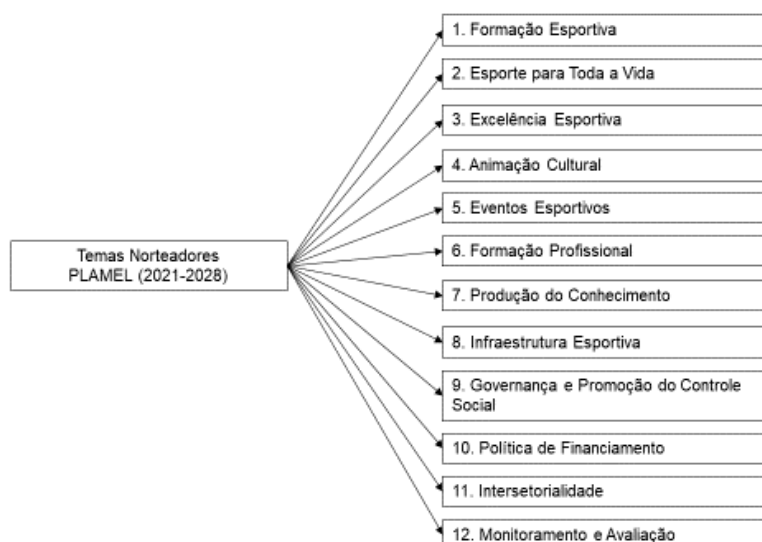 Temas Norteadores
PLAMEL (2021-2028)
1. Formação Esportiva
2. Esporte para Toda a Vida
3. Excelência Esportiva
4. Animação Cultural
5. Eventos Esportivos
6. Formação Profissional
7. Produção do Conhecimento
8. Infraestrutura Esportiva
9. Governança e Promoção do Controle
Social
10. Política de Financiamento
11. Intersetorialidade
12. Monitoramento e Avaliação